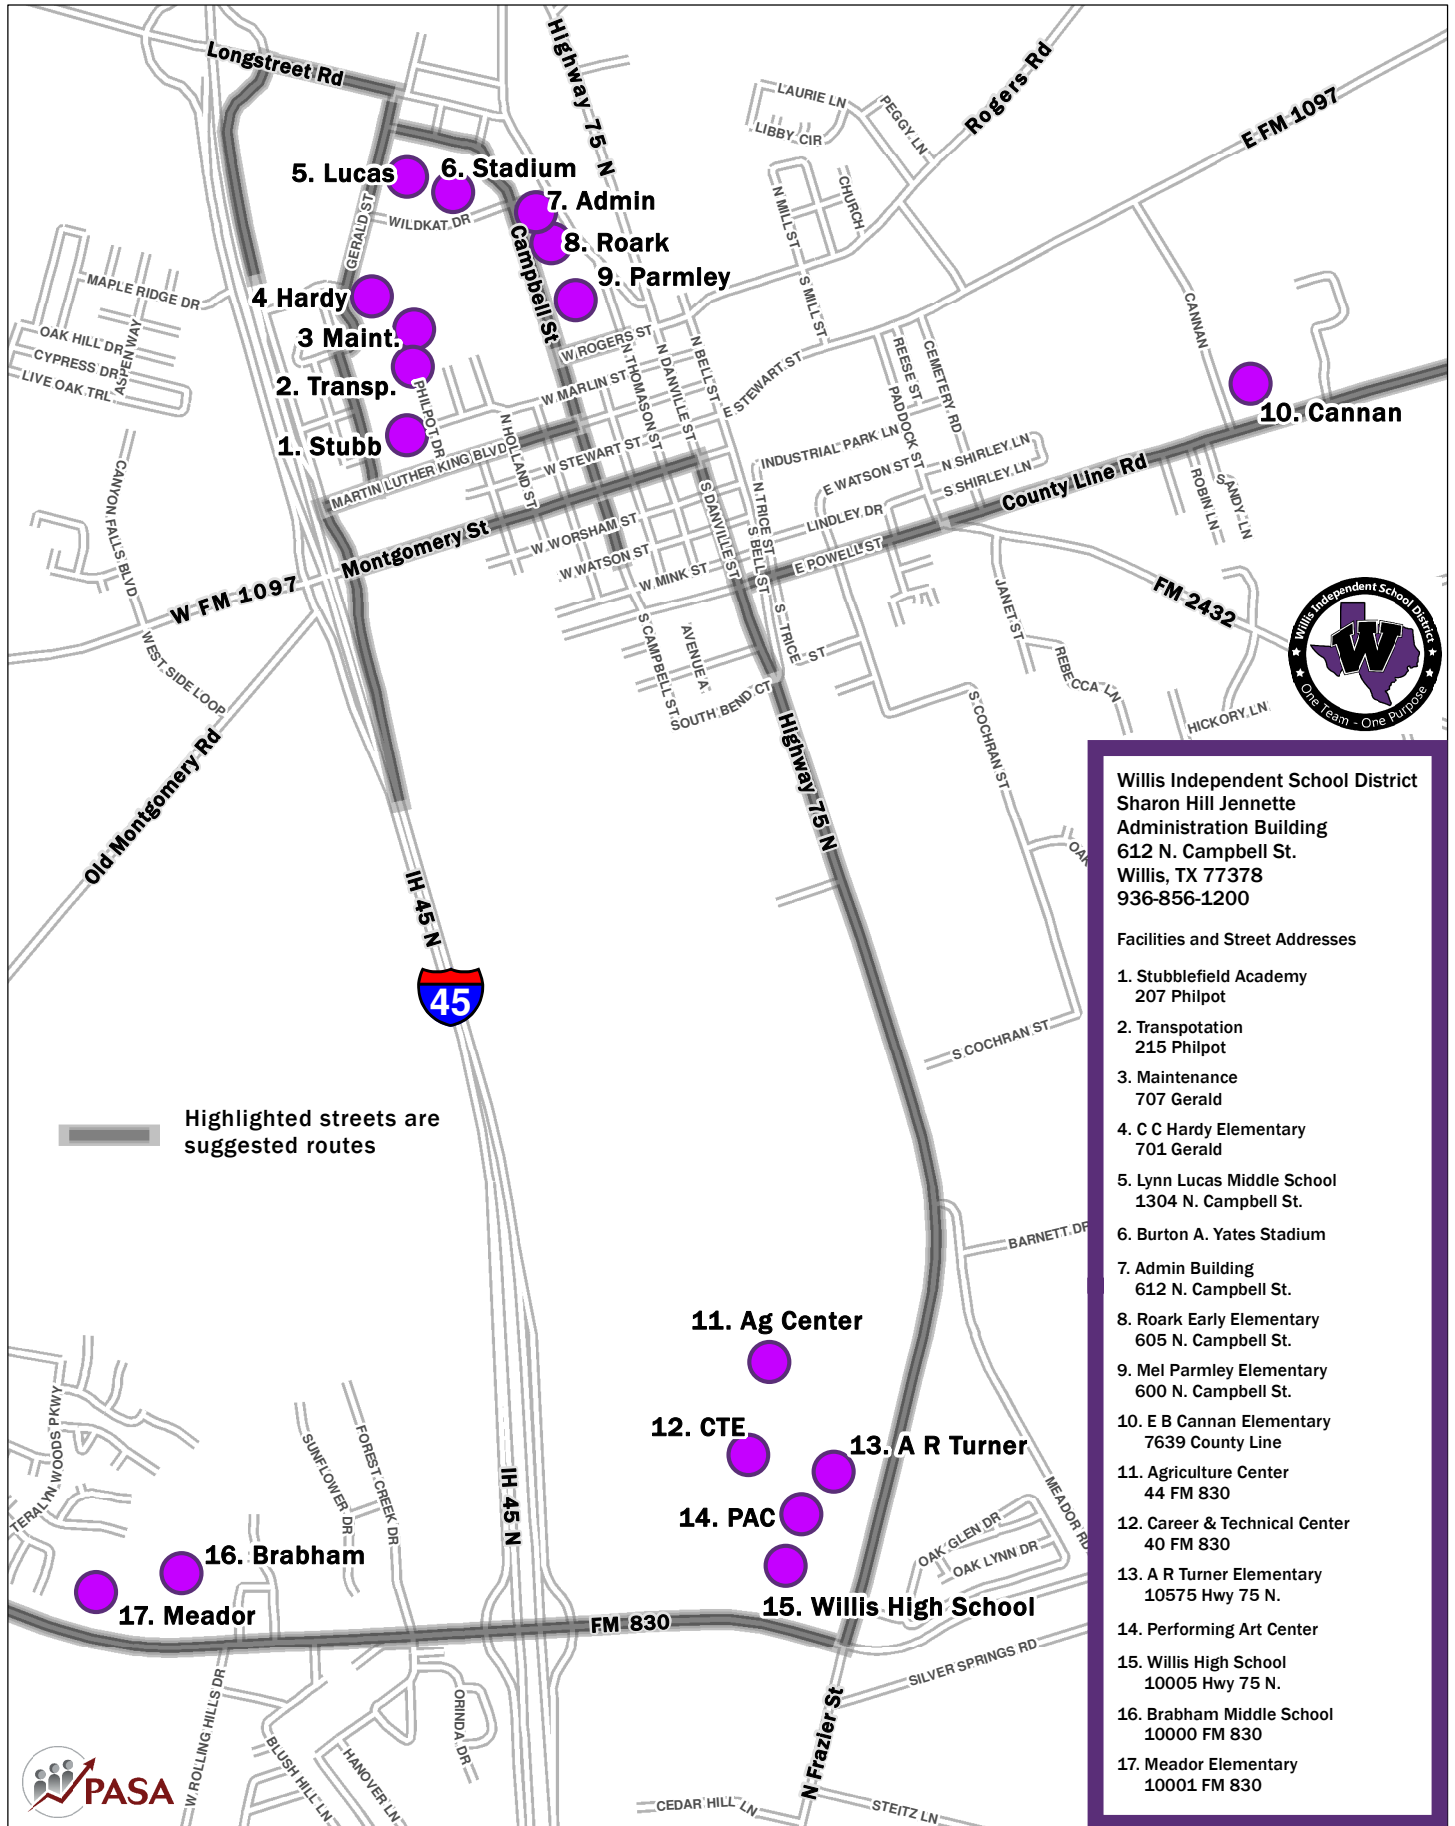 Longstreet Rd
Highway 75 N
Rogers Rd
E FM 1097
LAURIE LN
PEGGY LN
LIBBY CIR
5. Lucas
6. Stadium
7. Admin
8. Roark
9. Parmley
GERALD ST
WILDKAT DR
Campbell St
N MILL ST
CHURCH
S MILL ST
MAPLE RIDGE DR
4 Hardy
3 Maint.
2. Transp.
1. Stubb
OAK HILL DR
CYPRESS DR
LIVE OAK TRL
ASPEN WAY
PHILPOT DR
W ROGERS ST
W MARLIN ST
N THOMASON ST
N DANVILLE ST
N BELL ST
E STEWART ST
REESE ST
CEMETERY RD
PADDOCK ST
CANNAN
10. Cannan
N HOLLAND ST
MARTIN LUTHER KING BLVD
W STEWART ST
INDUSTRIAL PARK LN
E WATSON ST
N SHIRLEY LN
S SHIRLEY LN
LINDLEY DR
County Line Rd
ROBIN LN
SANDY LN
CANYON FALLS BLVD
W FM 1097
Montgomery St
W WORSHAM ST
W WATSON ST
W MINK ST
S DANVILLE ST
N TRICE ST
S BELL ST
E POWELL ST
S TRICE ST
FM 2432
JANET ST
REBECCA LN
HICKORY LN
WEST SIDE LOOP
S CAMPBELL ST
AVENUE A
SOUTH BEND CT
S COCHRAN ST
Old Montgomery Rd
Highway 75 N
OAK
IH 45 N
45
S COCHRAN ST
Highlighted streets are
suggested routes
BARNETT DR
11. Ag Center
12. CTE
13. A R Turner
14. PAC
15. Willis High School
MEADOR RD
OAK GLEN DR
OAK LYNN DR
TERALYN WOODS PKWY
SUNFLOWER DR
FOREST CREEK DR
IH 45 N
16. Brabham
17. Meador
FM 830
SILVER SPRINGS RD
W ROLLING HILLS DR
BLUSH HILL LN
HANOVER LN
ORINDA DR
N Frazier St
CEDAR HILL LN
STEITZ LN
PASA
Willis Independent School District
W
One Team - One Purpose
Willis Independent School District
Sharon Hill Jennette
Administration Building
612 N. Campbell St.
Willis, TX 77378
936-856-1200
Facilities and Street Addresses
1. Stubblefield Academy
207 Philpot
2. Transpotation
215 Philpot
3. Maintenance
707 Gerald
4. C C Hardy Elementary
701 Gerald
5. Lynn Lucas Middle School
1304 N. Campbell St.
6. Burton A. Yates Stadium
7. Admin Building
612 N. Campbell St.
8. Roark Early Elementary
605 N. Campbell St.
9. Mel Parmley Elementary
600 N. Campbell St.
10. E B Cannan Elementary
7639 County Line
11. Agriculture Center
44 FM 830
12. Career & Technical Center
40 FM 830
13. A R Turner Elementary
10575 Hwy 75 N.
14. Performing Art Center
15. Willis High School
10005 Hwy 75 N.
16. Brabham Middle School
10000 FM 830
17. Meador Elementary
10001 FM 830